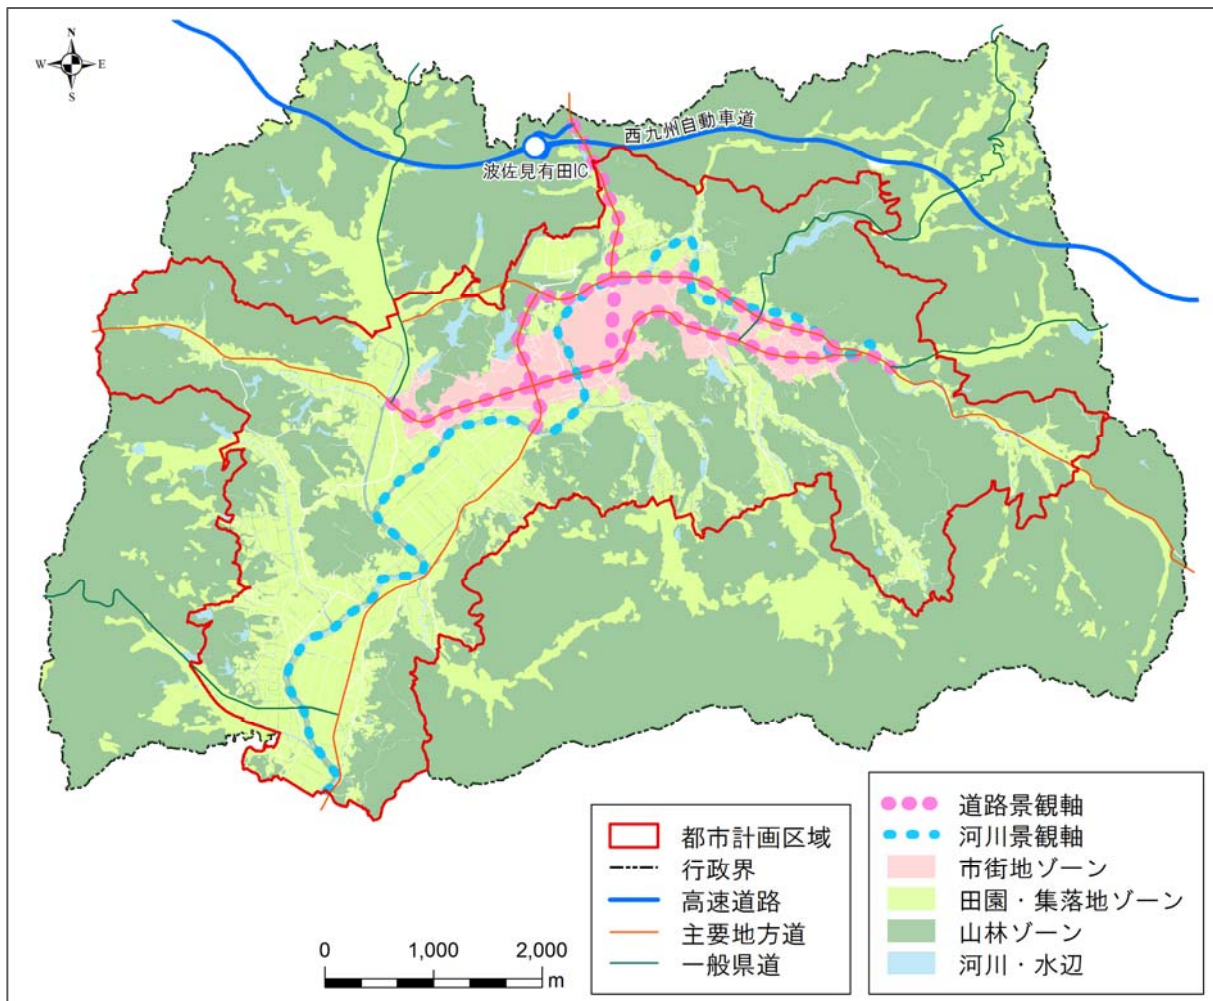 N
W E
S
西九州自動車道
波佐見有田IC
都市計画区域
行政界
高速道路
主要地方道
一般県道
道路景観軸
河川景観軸
市街地ゾーン
田園・集落地ゾーン
山林ゾーン
河川・水辺
0 1,000 2,000
m